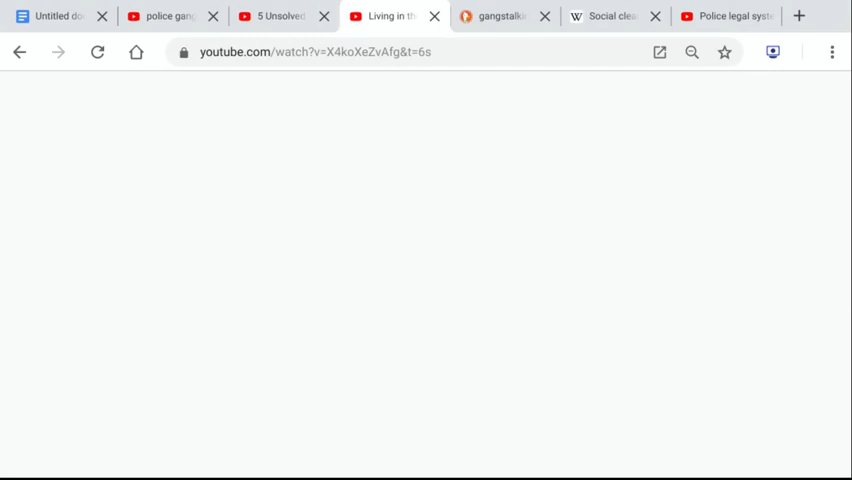 Untitled do
police gang
5 Unsolved
Living in th
gangstalki
Social clea
Police legal syst
youtube.com/watch?v=X4koXeZvAfg&t=6s